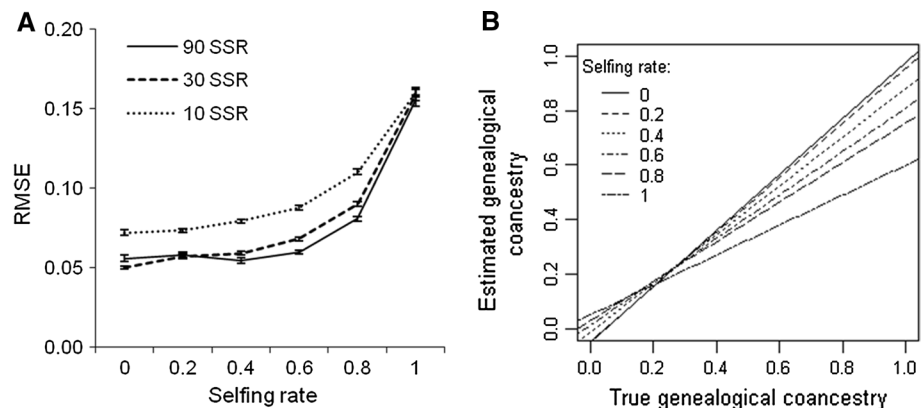 A
0.20
0.15
0.10
0.05
0.00
RMSE
90 SSR
30 SSR
10 SSR
0 0.2 0.4 0.6 0.8 1
Selfing rate
B
Estimated genealogical
coancestry
1.0
0.8
0.6
0.4
0.2
0.0
Selfing rate:
0
0.2
0.4
0.6
0.8
1
0.0 0.2 0.4 0.6 0.8 1.0
True genealogical coancestry